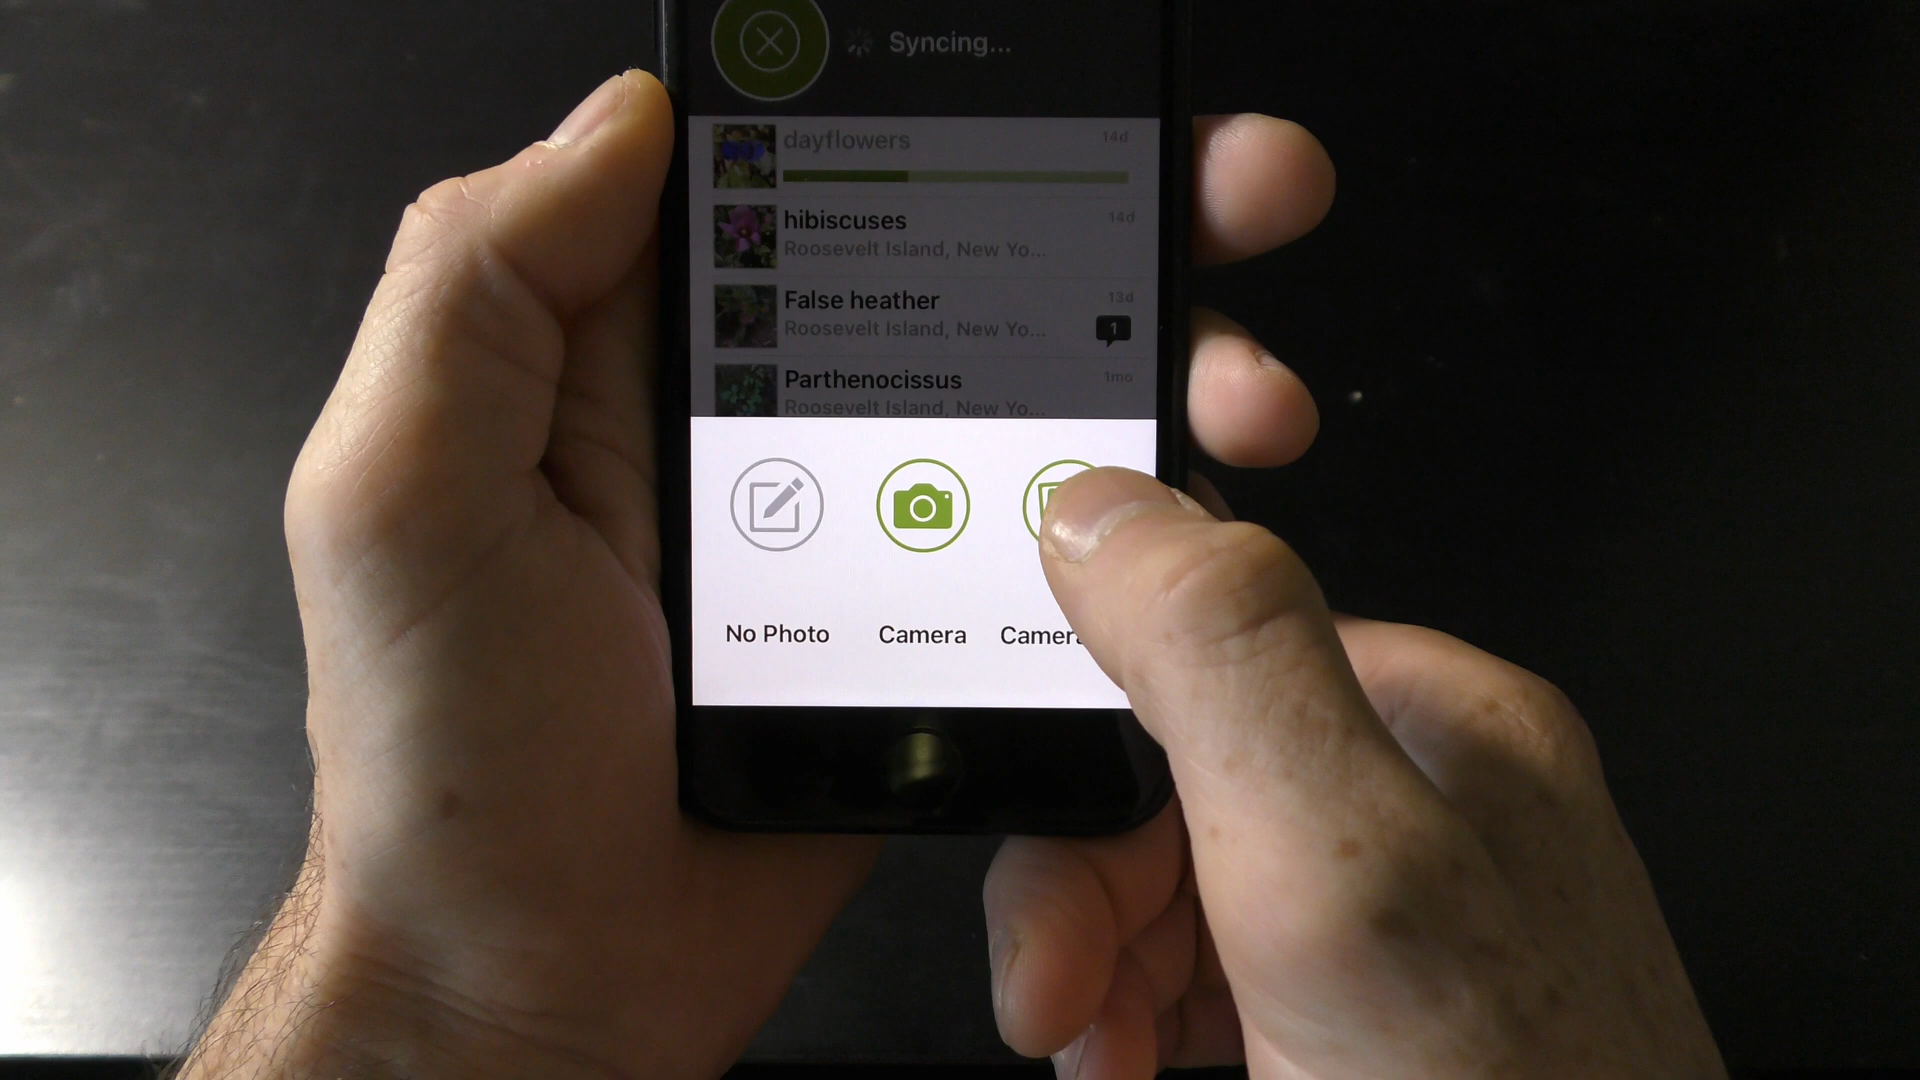 Syncing...
dayflowers 14d
hibiscuses 14d
Roosevelt Island, New Yo...
False heather 13d
Roosevelt Island, New Yo...
1
Parthenocissus 1mo
Roosevelt Island, New Yo...
No Photo Camera Camera